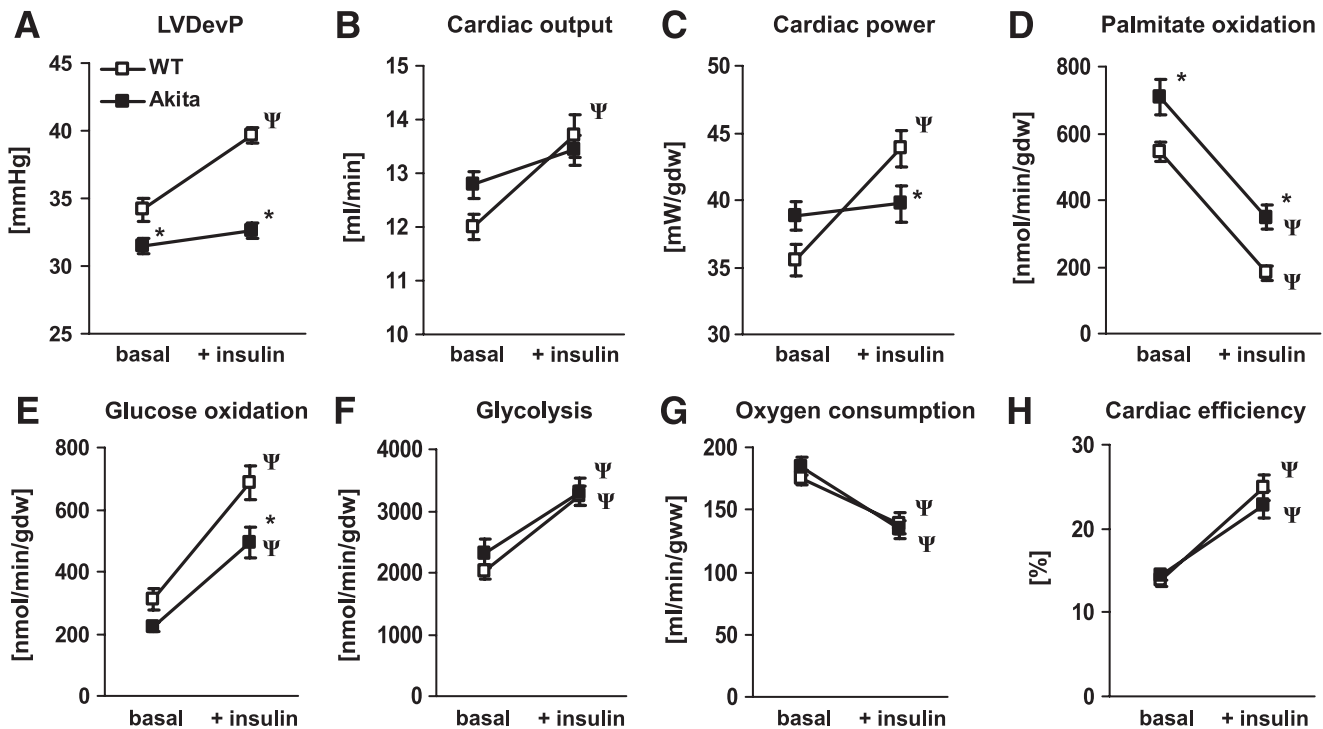 A LVDevP
45
40
35
30
25
[mmHg]
WT
Akita
Ψ
*
*
basal + insulin
B Cardiac output
15
14
13
12
11
10
[ml/min]
Ψ
basal + insulin
C Cardiac power
50
45
40
35
30
[mW/gdw]
Ψ
*
basal + insulin
D Palmitate oxidation
800
600
400
200
0
[nmol/min/gdw]
*
*
Ψ
Ψ
basal + insulin
E Glucose oxidation
800
600
400
200
0
[nmol/min/gdw]
Ψ
*
Ψ
basal + insulin
F Glycolysis
4000
3000
2000
1000
0
[nmol/min/gdw]
Ψ
Ψ
basal + insulin
G Oxygen consumption
200
150
100
50
0
[ml/min/gww]
Ψ
Ψ
basal + insulin
H Cardiac efficiency
30
20
10
0
[%]
Ψ
Ψ
basal + insulin